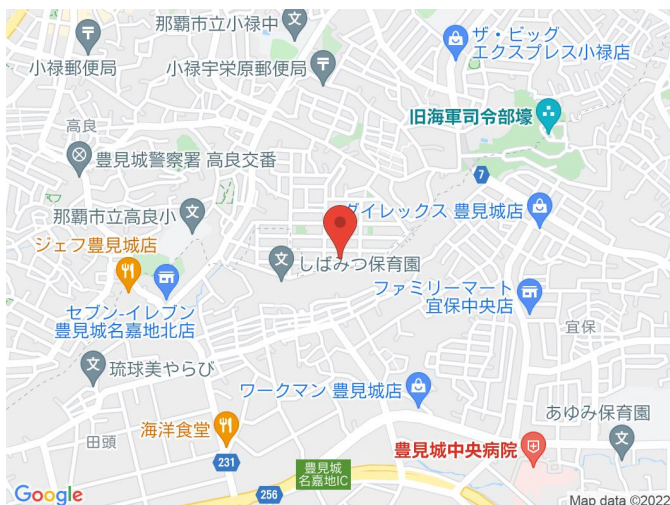 那覇市立小禄中
小禄郵便局
小禄宇栄原郵便局
ザ・ビッグ
エクスプレス小禄店
旧海軍司令部壕
高良
豊見城警察署 高良交番
7
那覇市立高良小
ダイレックス 豊見城店
ジェフ豊見城店
しばみつ保育園
セブン-イレブン
豊見城名嘉地北店
ファミリーマート
宜保中央店
宜保
琉球美やらび
ワークマン 豊見城店
あゆみ保育園
田頭
海洋食堂
豊見城中央病院
231
豊見城
名嘉地IC
256
Google
Map data ©2022